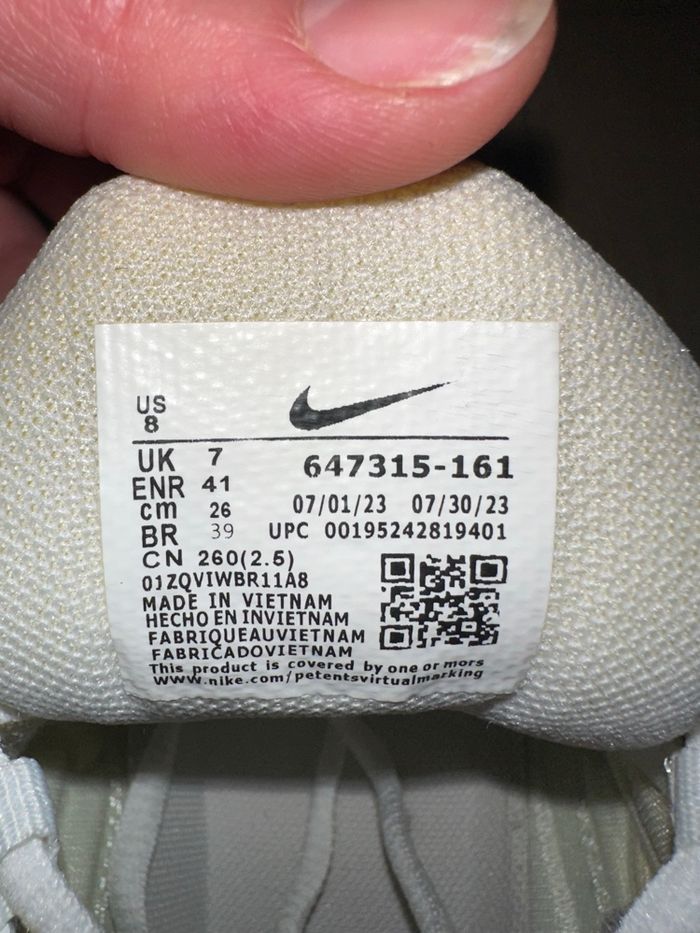 US
8
UK 7
ENR 41
cm 26
BR 39
647315-161
07/01/23 07/30/23
UPC 00195242819401
CN 260(2.5)
01ZQVIWBR11A8
MADE IN VIETNAM
HECHO EN INVIETNAM
FABRIQUEAUVIETNAM
FABRIČADOVIETNAM
This product is covered by one or mors
Www.nike.com/petentsvirtualmarking